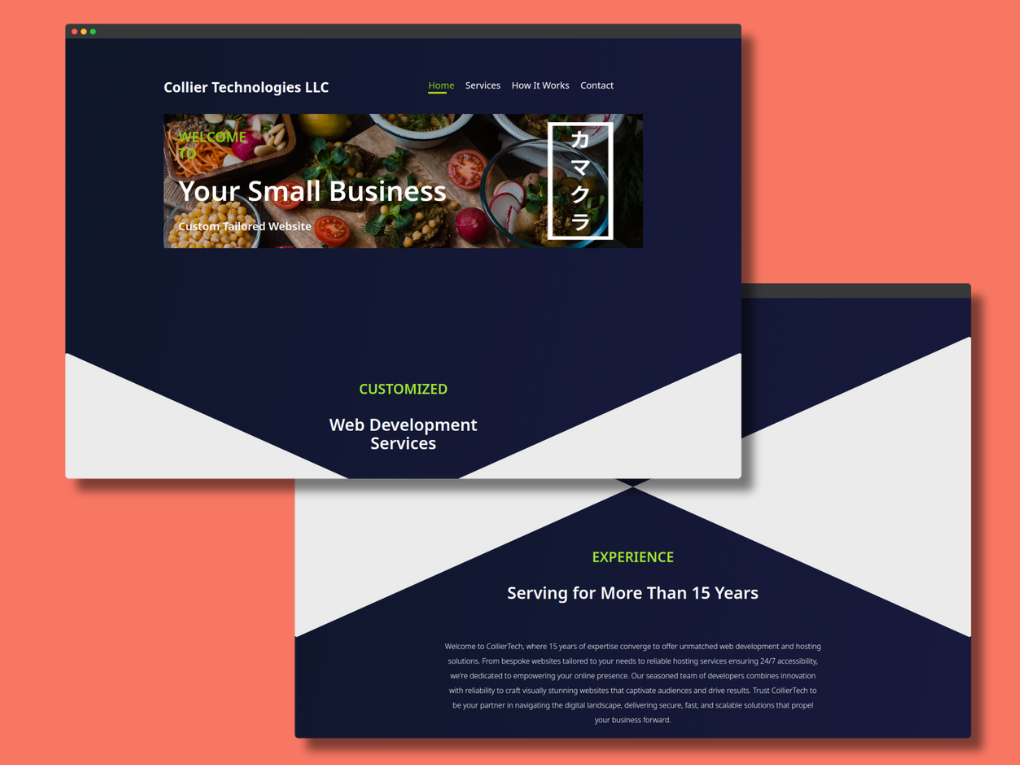 Collier Technologies LLC
Home Services How It Works Contact
WELCOME
TO
Your Small Business
Custom Tailored Website
カ
マ
ク
ラ
CUSTOMIZED
Web Development
Services
EXPERIENCE
Serving for More Than 15 Years
Welcome to CollierTech, where 15 years of expertise converge to offer unmatched web development and hosting
solutions. From bespoke websites tailored to your needs to reliable hosting services ensuring 24/7 accessibility,
we're dedicated to empowering your online presence. Our seasoned team of developers combines innovation
with reliability to craft visually stunning websites that captivate audiences and drive results. Trust CollierTech to
be your partner in navigating the digital landscape, delivering secure, fast, and scalable solutions that propel
your business forward.